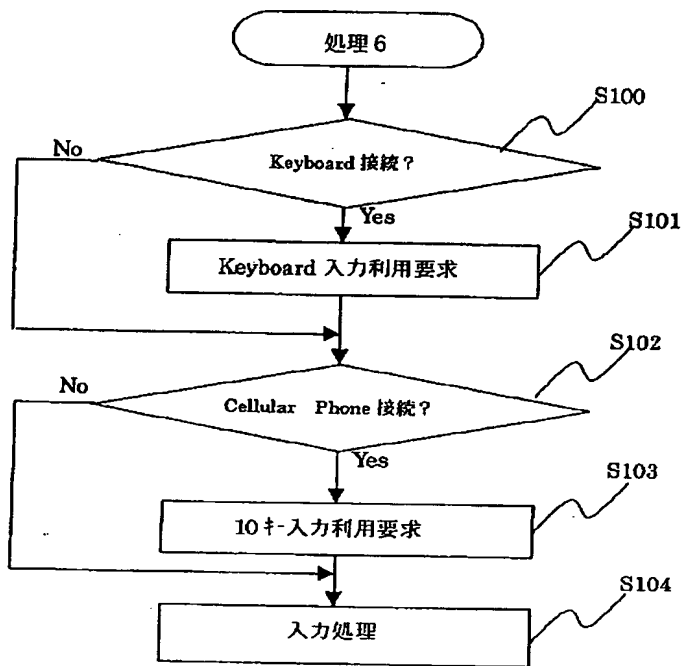 処理6
S100
No
Keyboard 接続？
Yes
S101
Keyboard 入力利用要求
S102
No
Cellular Phone 接続？
Yes
S103
10ｷｰ入力利用要求
S104
入力処理